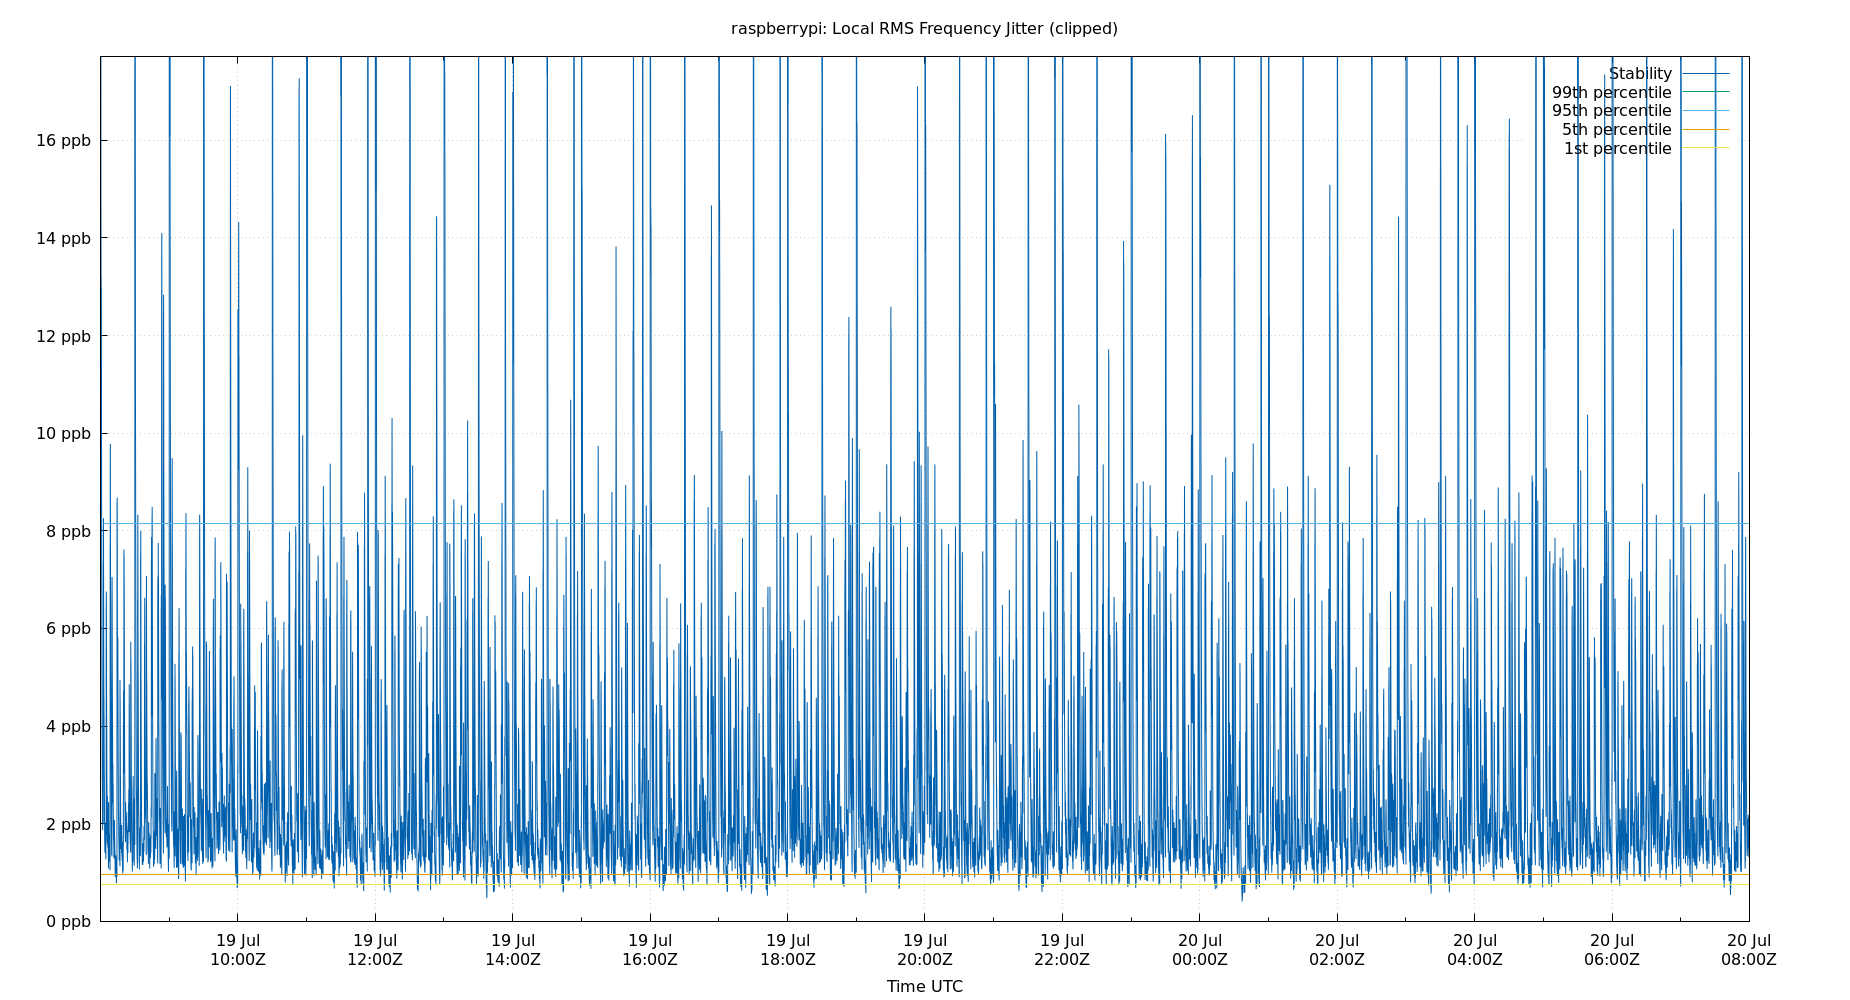 raspberrypi: Local RMS Frequency Jitter (clipped)
Stability
99th percentile
95th percentile
5th percentile
1st percentile
16 ppb
14 ppb
12 ppb
10 ppb
8 ppb
6 ppb
4 ppb
2 ppb
0 ppb
19 Jul 19 Jul 19 Jul 19 Jul 19 Jul 19 Jul 19 Jul 20 Jul 20 Jul 20 Jul 20 Jul 20 Jul
10:00Z 12:00Z 14:00Z 16:00Z 18:00Z 20:00Z 22:00Z 00:00Z 02:00Z 04:00Z 06:00Z 08:00Z
Time UTC